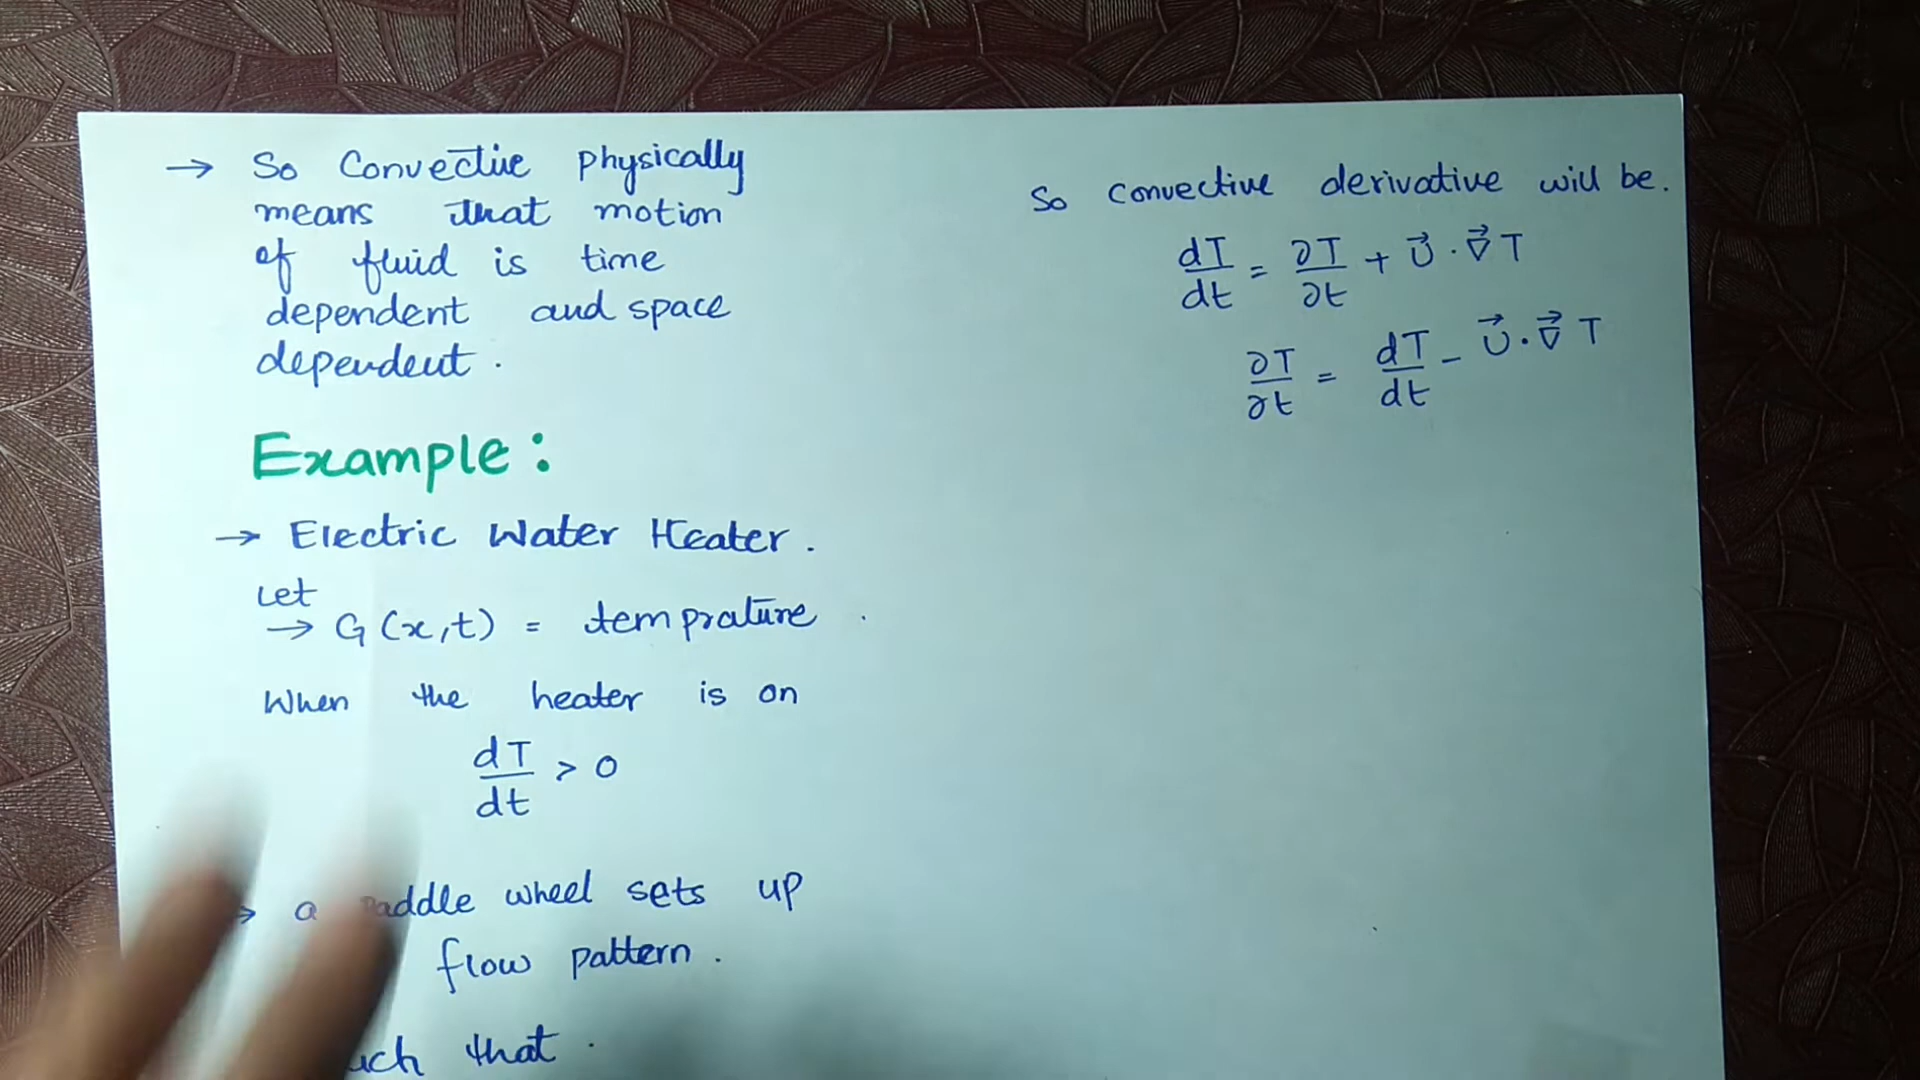 → So Convective physically
means that motion
of fluid is time
dependent and space
dependent .
Example :
→ Electric Water Heater .
Let
→ G (x,t) = temprature .
When the heater is on
dT/dt > 0
→ a flow pattern .
wheel sets up
that .
So convective derivative will be .
dT/dt = ∂T/∂t + U⃗ · ∇⃗ T
∂T/∂t = dT/dt - U⃗ · ∇⃗ T